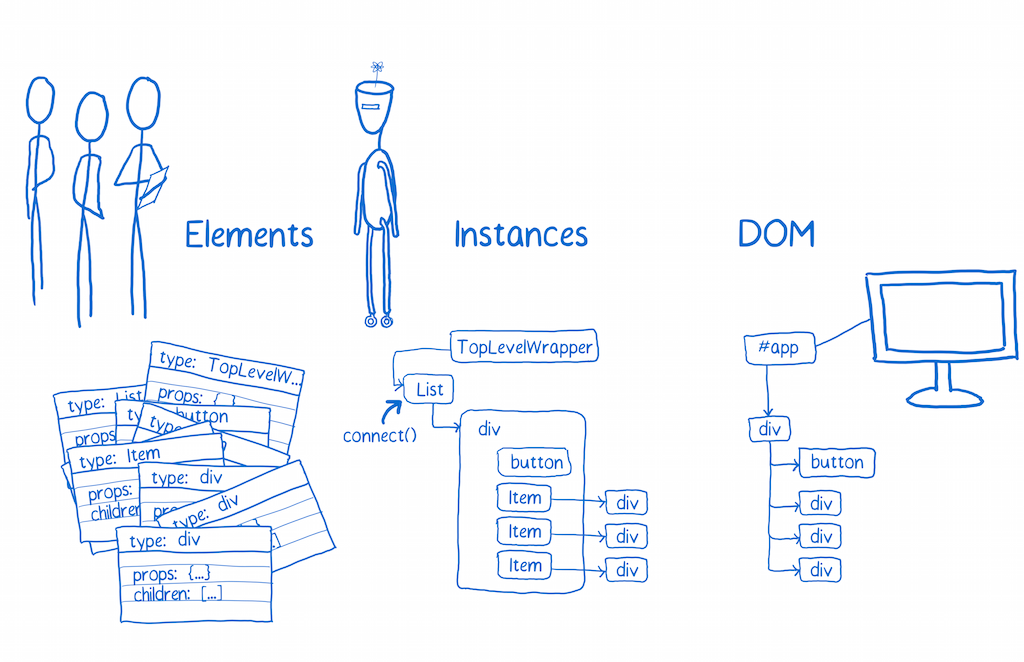 Elements
Instances
DOM
type: TopLevelW...
props: { }
type: List
props
ty
button
type:
type: Item
props:
children
type: div
pr
type: div
type: div
props: {...}
children: [...]
TopLevelWrapper
List
connect()
div
button
Item
div
Item
div
Item
div
#app
div
button
div
div
div